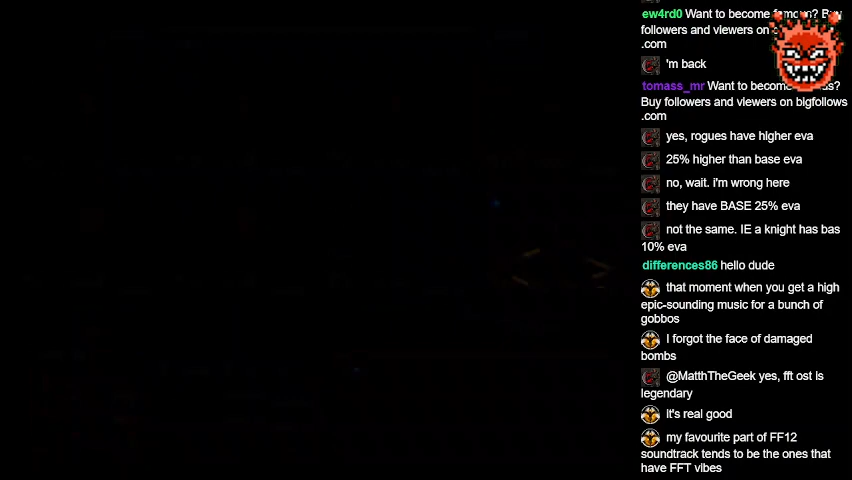 ew4rd0 Want to become famous? Buy
followers and viewers on
.com
'm back
tomass_mr Want to become
Buy followers and viewers on bigfollows
.com
yes, rogues have higher eva
25% higher than base eva
no, wait. i'm wrong here
they have BASE 25% eva
not the same. IE a knight has bas
10% eva
differences86 hello dude
that moment when you get a high
epic-sounding music for a bunch of
gobbos
I forgot the face of damaged
bombs
@MatthTheGeek yes, fft ost is
legendary
it's real good
my favourite part of FF12
soundtrack tends to be the ones that
have FFT vibes